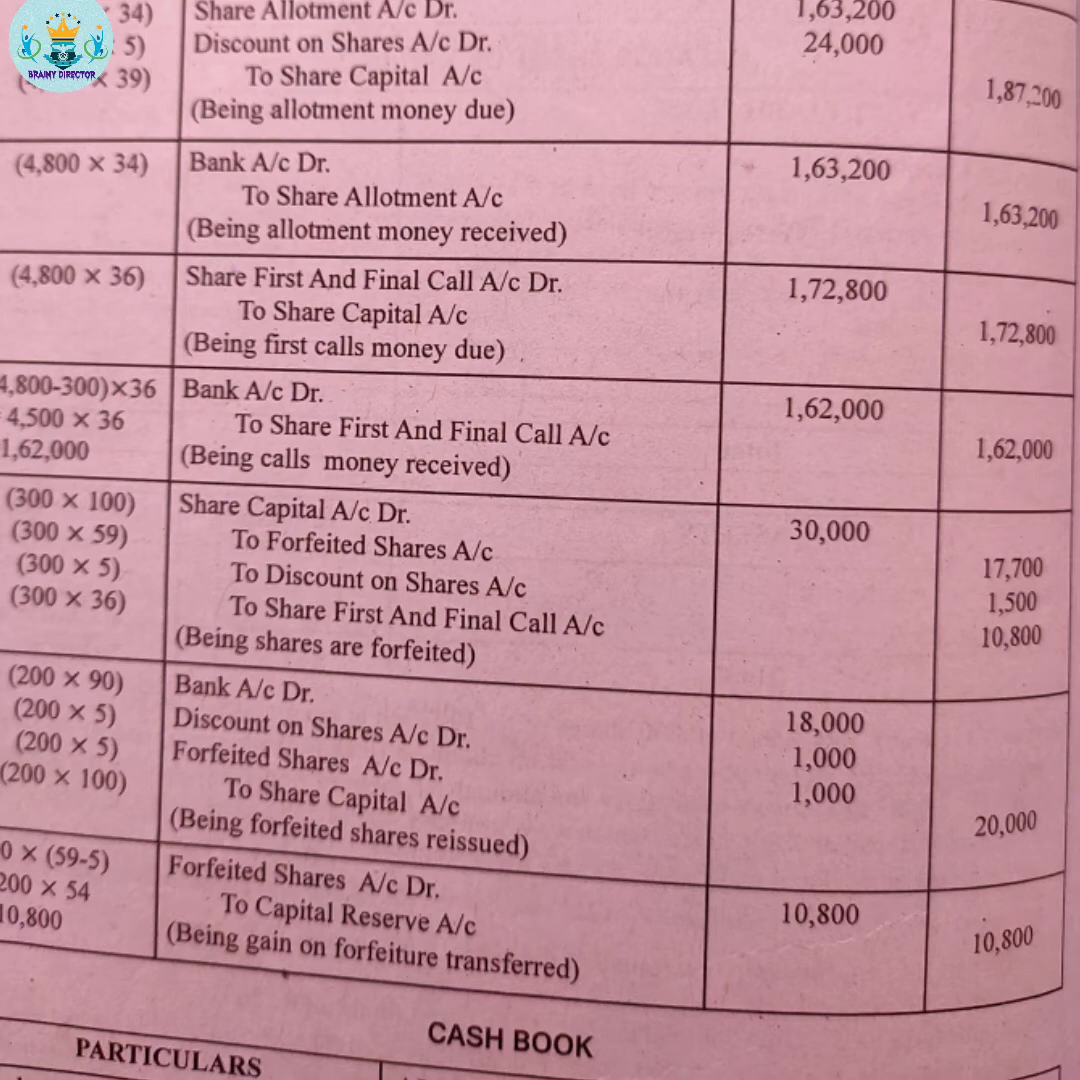 BRAINY DIRECTOR
34) Share Allotment A/c Dr. 1,63,200
5) Discount on Shares A/c Dr. 24,000
× 39) To Share Capital A/c 1,87,200
(Being allotment money due)
(4,800 × 34) Bank A/c Dr. 1,63,200
To Share Allotment A/c 1,63,200
(Being allotment money received)
(4,800 × 36) Share First And Final Call A/c Dr. 1,72,800
To Share Capital A/c 1,72,800
(Being first calls money due)
4,800-300)×36 Bank A/c Dr. 1,62,000
4,500 × 36 To Share First And Final Call A/c 1,62,000
1,62,000 (Being calls money received)
(300 × 100) Share Capital A/c Dr. 30,000
(300 × 59) To Forfeited Shares A/c 17,700
(300 × 5) To Discount on Shares A/c 1,500
(300 × 36) To Share First And Final Call A/c 10,800
(Being shares are forfeited)
(200 × 90) Bank A/c Dr. 18,000
(200 × 5) Discount on Shares A/c Dr. 1,000
(200 × 5) Forfeited Shares A/c Dr. 1,000
(200 × 100) To Share Capital A/c 20,000
(Being forfeited shares reissued)
0 × (59-5) Forfeited Shares A/c Dr. 10,800
200 × 54 To Capital Reserve A/c 10,800
10,800 (Being gain on forfeiture transferred)
CASH BOOK
PARTICULARS